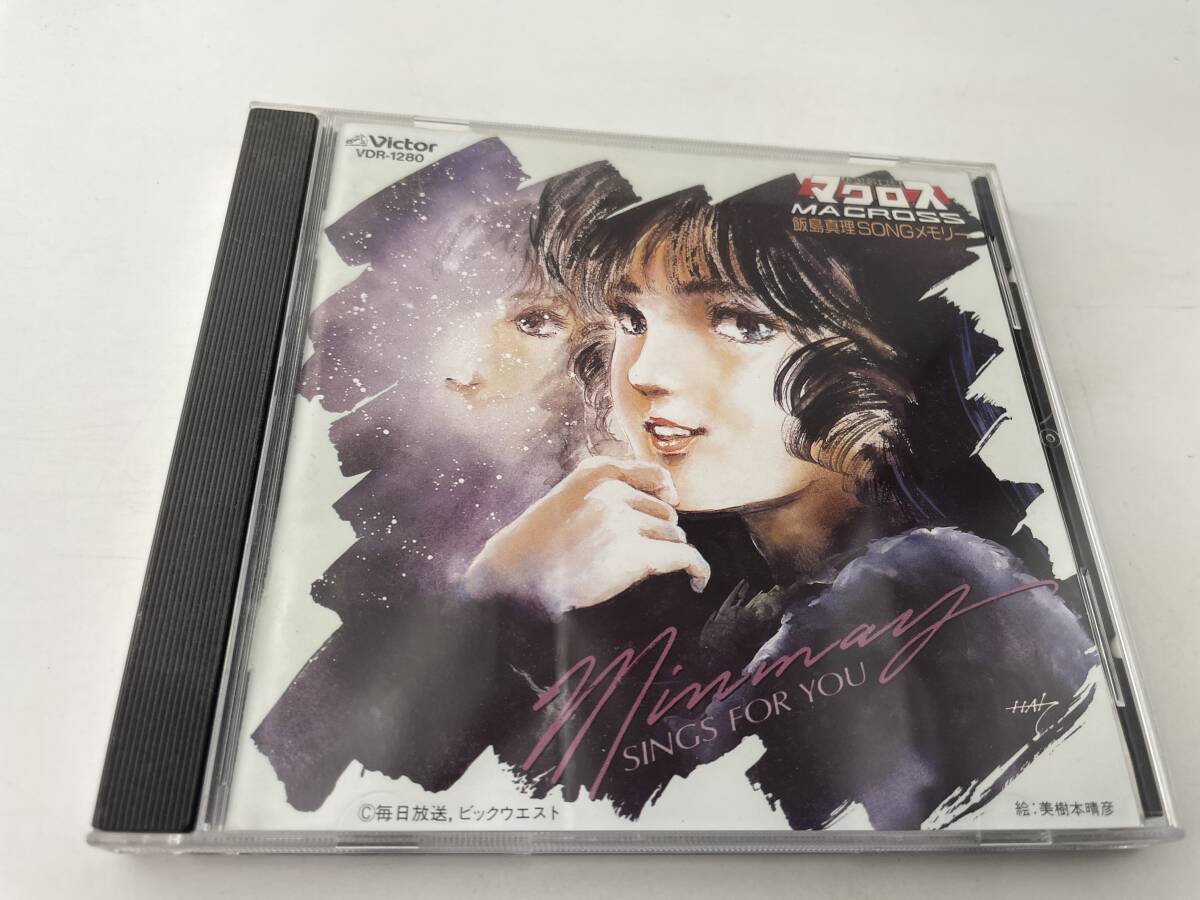 Victor
VDR-1280
マクロス
MACROSS
飯島真理SONGメモリー
Minmay
SINGS FOR YOU
©毎日放送, ビックウエスト
絵:美樹本晴彦